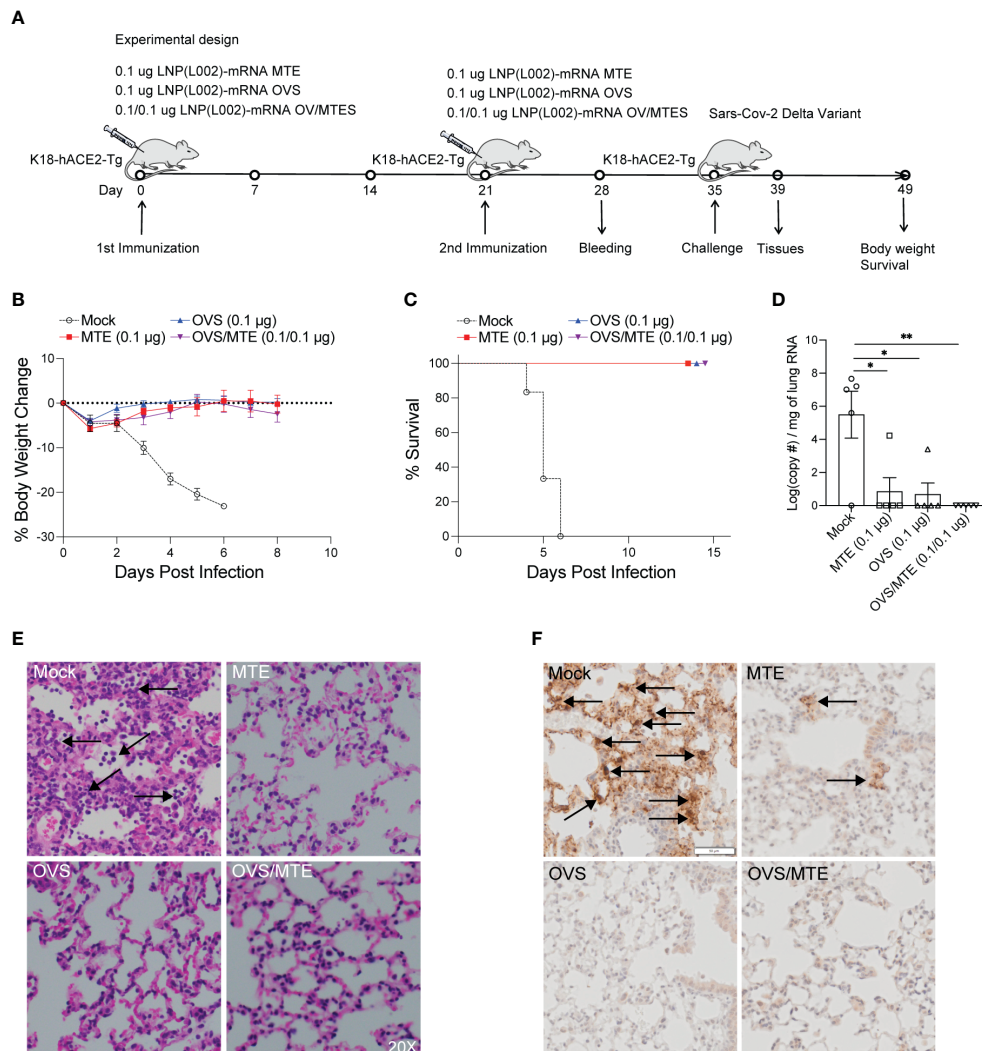 A
Experimental design
0.1 ug LNP(L002)-mRNA MTE
0.1 ug LNP(L002)-mRNA OVS
0.1/0.1 ug LNP(L002)-mRNA OV/MTES
0.1 ug LNP(L002)-mRNA MTE
0.1 ug LNP(L002)-mRNA OVS
0.1/0.1 ug LNP(L002)-mRNA OV/MTES
Sars-Cov-2 Delta Variant
K18-hACE2-Tg
K18-hACE2-Tg
K18-hACE2-Tg
Day 0 7 14 21 28 35 39 49
1st Immunization
2nd Immunization
Bleeding
Challenge
Tissues
Body weight
Survival
B
Mock
OVS (0.1 µg)
MTE (0.1 µg)
OVS/MTE (0.1/0.1 µg)
% Body Weight Change
10
0
-10
-20
-30
0 2 4 6 8 10
Days Post Infection
C
Mock
OVS (0.1 µg)
MTE (0.1 µg)
OVS/MTE (0.1/0.1 µg)
% Survival
100
50
0
0 5 10 15
Days Post Infection
D
Log(copy #) / mg of lung RNA
10
8
6
4
2
0
**
*
*
Mock
MTE (0.1 µg)
OVS (0.1 µg)
OVS/MTE (0.1/0.1 ug)
E
Mock
MTE
OVS
OVS/MTE
20X
F
Mock
MTE
OVS
OVS/MTE